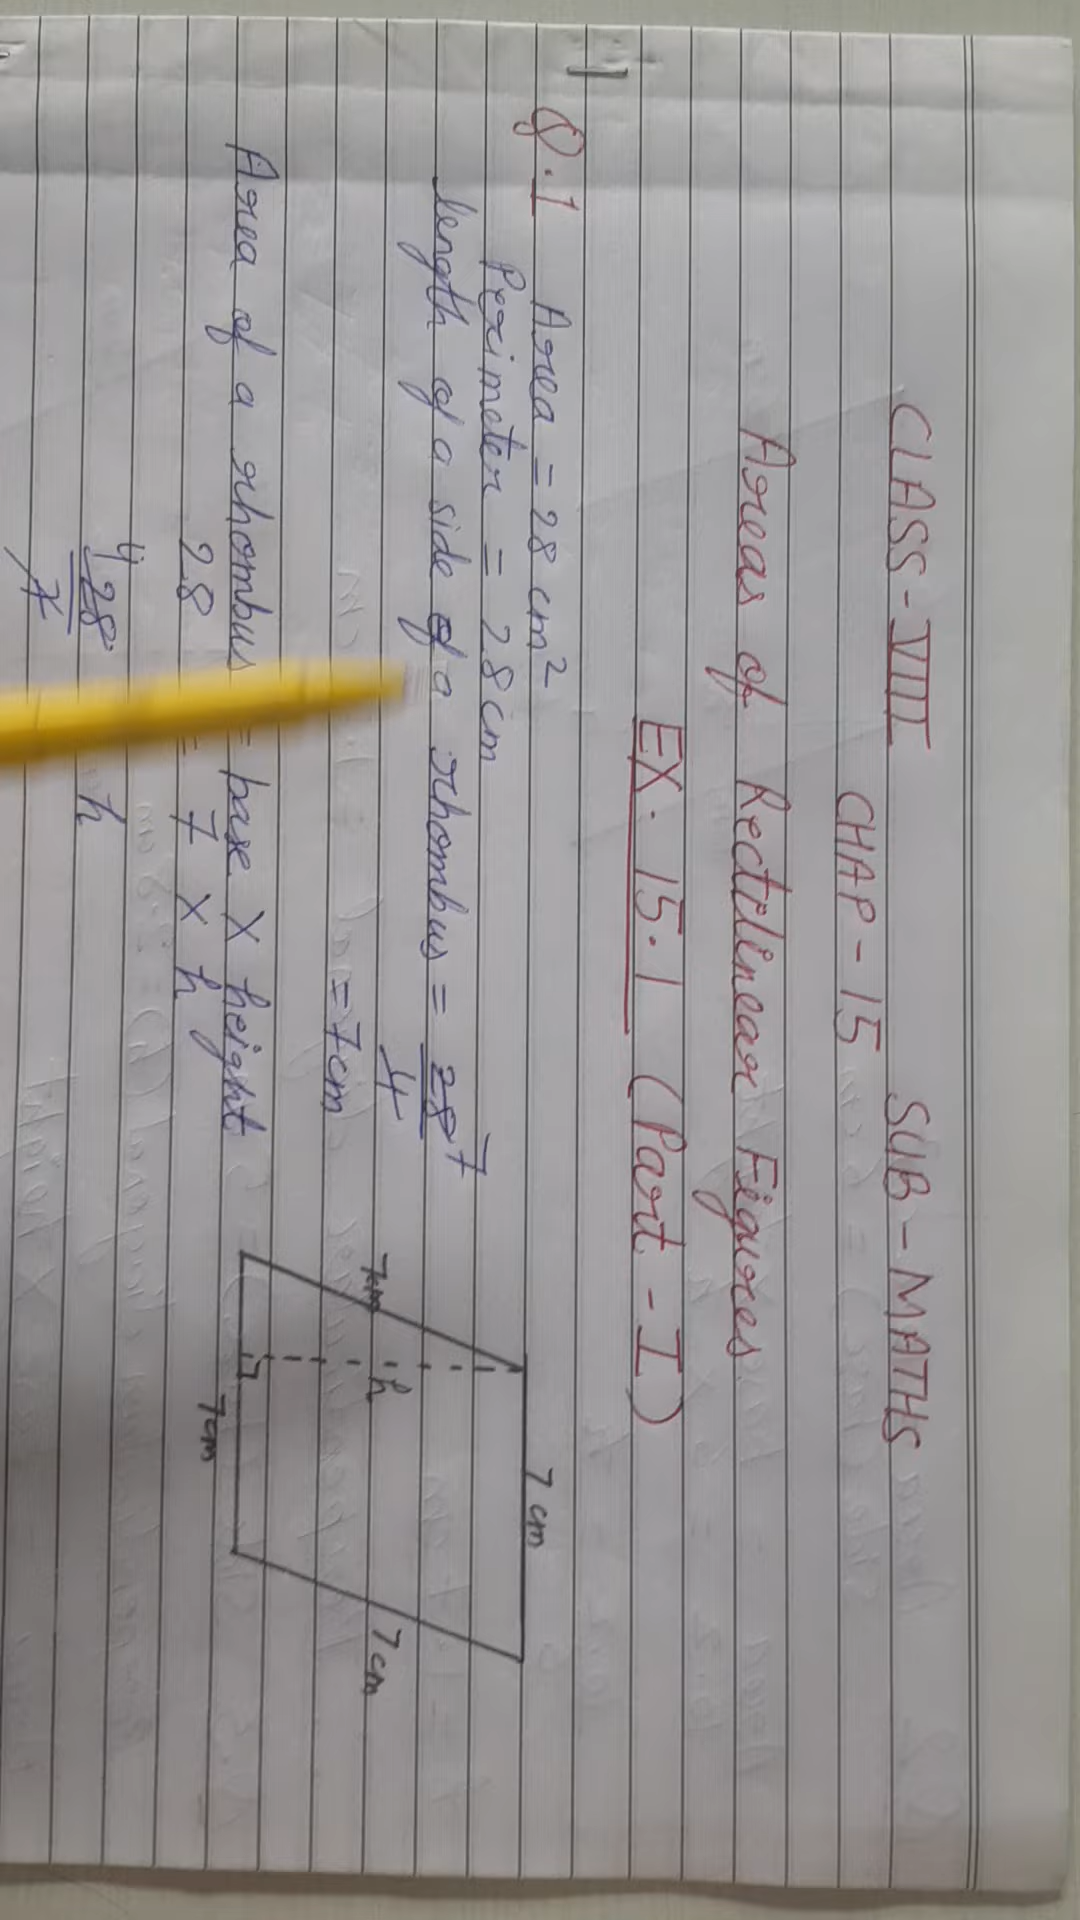 CLASS-VIII SUB-MATHS
CHAP-15
Areas of Rectilinear Figures
EX. 15.1 (Part-I)
Q.1 Area = 28 cm²
Perimeter = 28 cm
length of a side of a rhombus = 28 7
4
= 7cm
Area of a rhombus = base × height
28 = 7 × h
4 28 h
7
7 cm
7cm
h
7cm
7cm